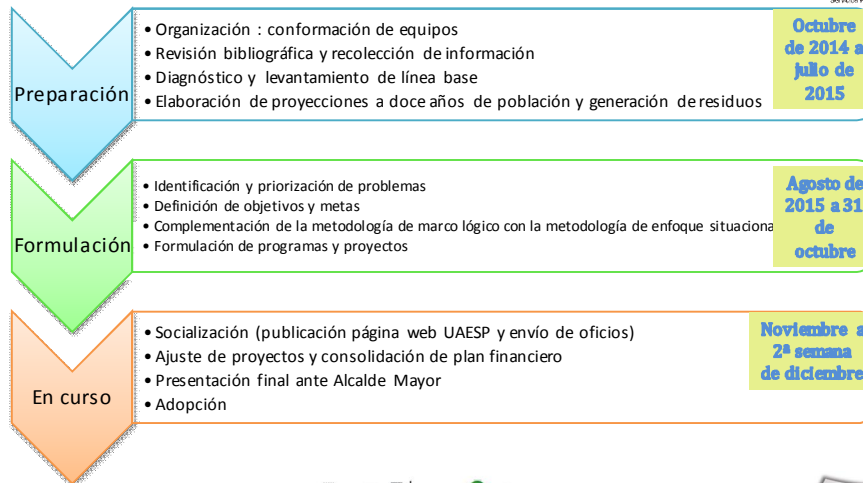 Preparación
• Organización : conformación de equipos
• Revisión bibliográfica y recolección de información
• Diagnóstico y levantamiento de línea base
• Elaboración de proyecciones a doce años de población y generación de residuos
Octubre
de 2014 a
julio de
2015
Formulación
• Identificación y priorización de problemas
• Definición de objetivos y metas
• Complementación de la metodología de marco lógico con la metodología de enfoque situaciona
• Formulación de programas y proyectos
Agosto de
2015 a 31
de
octubre
En curso
• Socialización (publicación página web UAESP y envío de oficios)
• Ajuste de proyectos y consolidación de plan financiero
• Presentación final ante Alcalde Mayor
• Adopción
Noviembre a
2ª semana
de diciembre